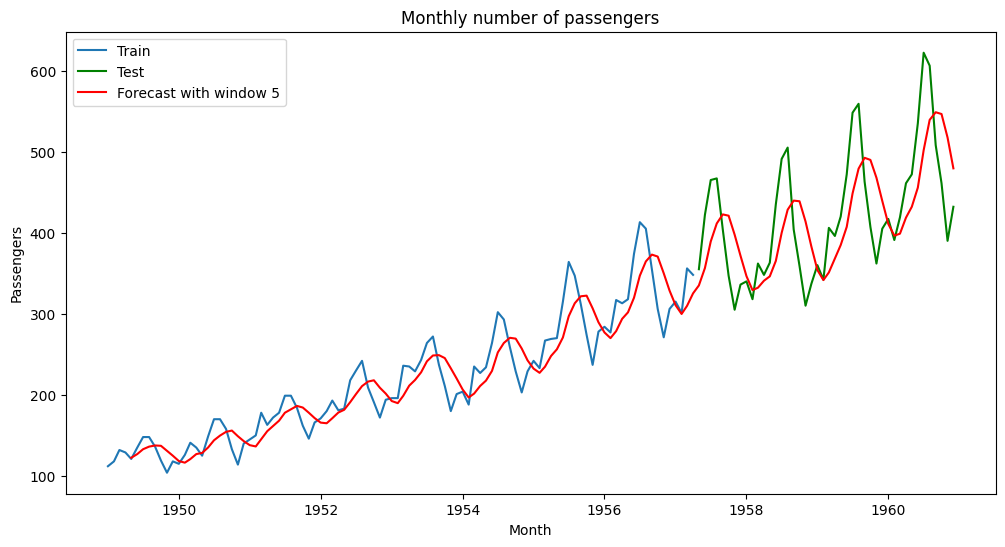 Monthly number of passengers
Train
Test
Forecast with window 5
600
500
400
300
200
100
Passengers
1950
1952
1954
1956
1958
1960
Month